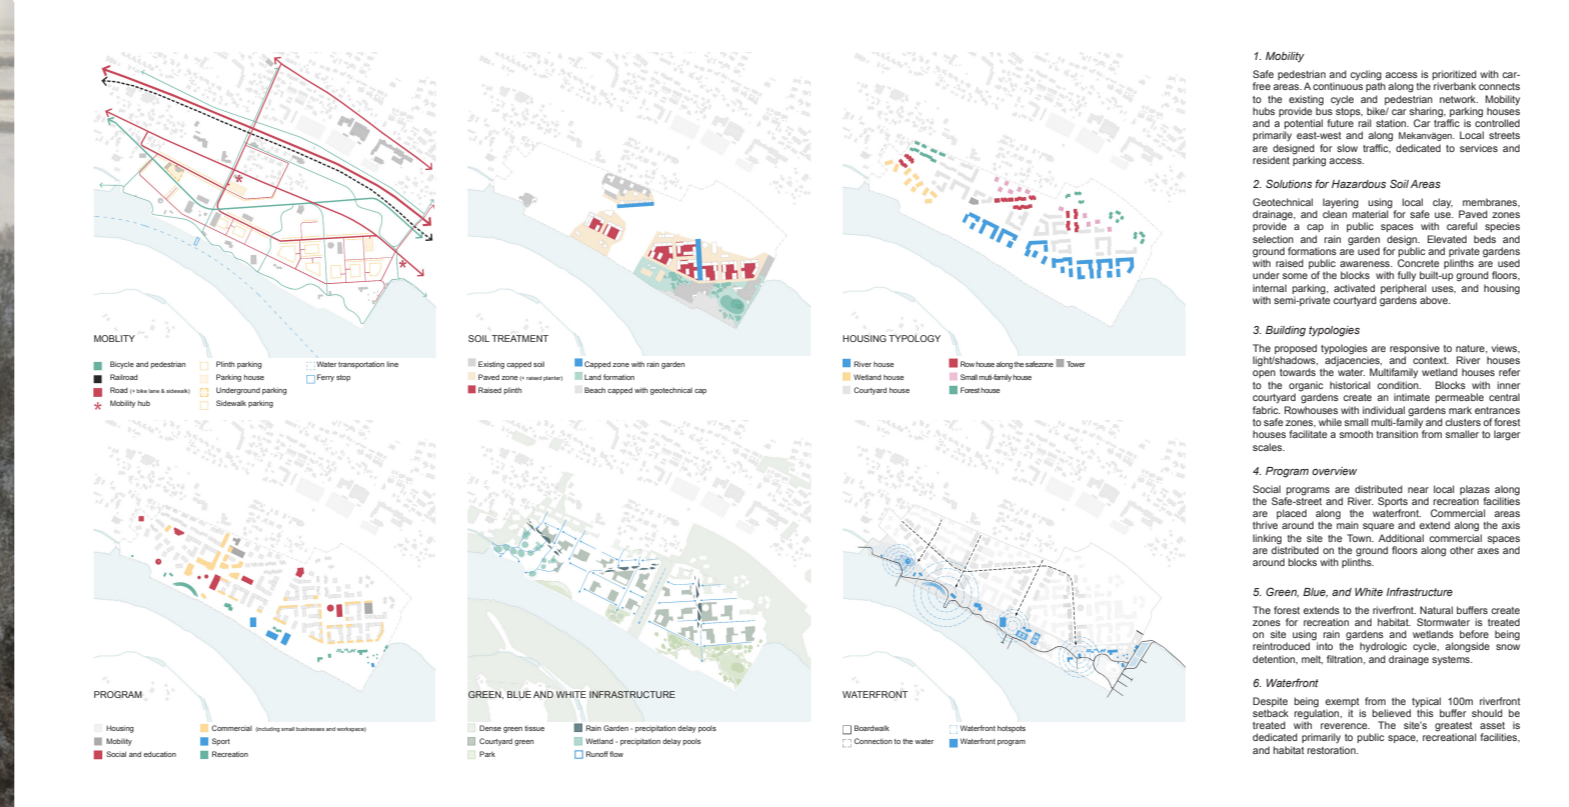 MOBLITY
Bicycle and pedestrian
Railroad
Road (+ bike lane & sidewalk)
Mobility hub
Plinth parking
Parking house
Underground parking
Sidewalk parking
Water transportation line
Ferry stop
SOIL TREATMENT
Existing capped soil
Paved zone (+ raised planter)
Raised plinth
Capped zone with rain garden
Land formation
Beach capped with geotechnical cap
HOUSING TYPOLOGY
River house
Wetland house
Courtyard house
Row house along the safezone
Small muti-family house
Forest house
Tower
PROGRAM
Housing
Mobility
Social and education
Commercial (including small businesses and workspace)
Sport
Recreation
GREEN, BLUE AND WHITE INFRASTRUCTURE
Dense green tissue
Courtyard green
Park
Rain Garden - precipitation delay pools
Wetland - precipitation delay pools
Runoff flow
WATERFRONT
Boardwalk
Connection to the water
Waterfront hotspots
Waterfront program
1. Mobility
Safe pedestrian and cycling access is prioritized with car-
free areas. A continuous path along the riverbank connects
to the existing cycle and pedestrian network. Mobility
hubs provide bus stops, bike/ car sharing, parking houses
and a potential future rail station. Car traffic is controlled
primarily east-west and along Mekanvägen. Local streets
are designed for slow traffic, dedicated to services and
resident parking access.
2. Solutions for Hazardous Soil Areas
Geotechnical layering using local clay, membranes,
drainage, and clean material for safe use. Paved zones
provide a cap in public spaces with careful species
selection and rain garden design. Elevated beds and
ground formations are used for public and private gardens
with raised public awareness. Concrete plinths are used
under some of the blocks with fully built-up ground floors,
internal parking, activated peripheral uses, and housing
with semi-private courtyard gardens above.
3. Building typologies
The proposed typologies are responsive to nature, views,
light/shadows, adjacencies, and context. River houses
open towards the water. Multifamily wetland houses refer
to the organic historical condition. Blocks with inner
courtyard gardens create an intimate permeable central
fabric. Rowhouses with individual gardens mark entrances
to safe zones, while small multi-family and clusters of forest
houses facilitate a smooth transition from smaller to larger
scales.
4. Program overview
Social programs are distributed near local plazas along
the Safe-street and River. Sports and recreation facilities
are placed along the waterfront. Commercial areas
thrive around the main square and extend along the axis
linking the site the Town. Additional commercial spaces
are distributed on the ground floors along other axes and
around blocks with plinths.
5. Green, Blue, and White Infrastructure
The forest extends to the riverfront. Natural buffers create
zones for recreation and habitat. Stormwater is treated
on site using rain gardens and wetlands before being
reintroduced into the hydrologic cycle, alongside snow
detention, melt, filtration, and drainage systems.
6. Waterfront
Despite being exempt from the typical 100m riverfront
setback regulation, it is believed this buffer should be
treated with reverence. The site's greatest asset is
dedicated primarily to public space, recreational facilities,
and habitat restoration.